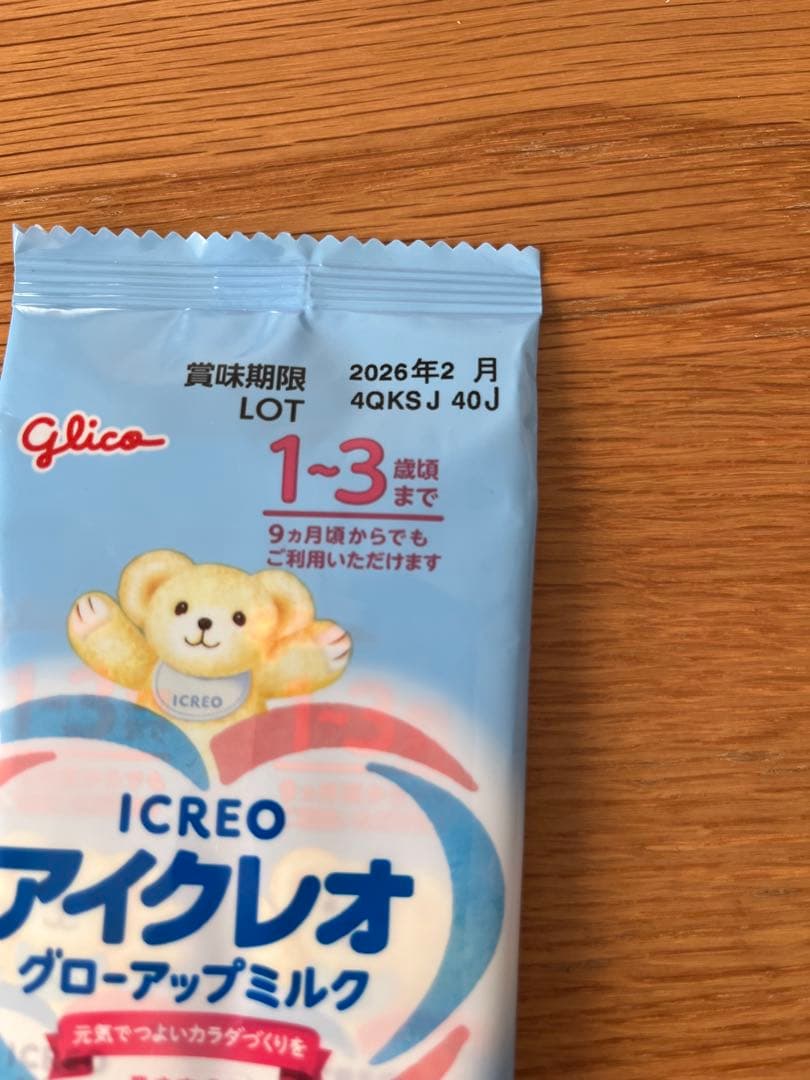 賞味期限 2026年2 月
LOT 4QKSJ 40J
Glico
1~3歳頃まで
9ヵ月頃からでも
ご利用いただけます
ICREO
ICREO
アイクレオ
グローアップミルク
元気でつよいカラダづくりを